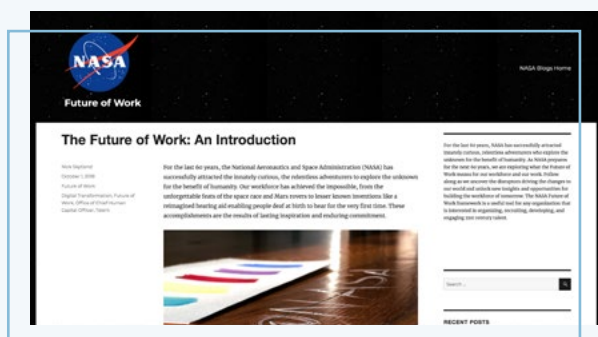 NASA
NASA Blogs Home
Future of Work
The Future of Work: An Introduction
Nick Skytland
October 1, 2018
Future of Work
Digital Transformation, Future of
Work, Office of Chief Human
Capital Officer, Talent
For the last 60 years, the National Aeronautics and Space Administration (NASA) has
successfully attracted the innately curious, the relentless adventurers to explore the unknown
for the benefit of humanity. Our workforce has achieved the impossible, from the
unforgettable feats of the space race and Mars rovers to lesser known inventions like a
reimagined hearing aid enabling people deaf at birth to hear for the very first time. These
accomplishments are the results of lasting inspiration and enduring commitment.
NASA
For the last 60 years, NASA has successfully attracted
innately curious, relentless adventurers who explore the
unknown for the benefit of humanity. As NASA prepares
for the next 60 years, we are exploring what the Future of
Work means for our workforce and our work. Follow
along as we uncover the disruptors driving the changes to
our world and unlock new insights and opportunities for
building the workforce of tomorrow. The NASA Future of
Work framework is a useful tool for any organization that
is interested in organizing, recruiting, developing, and
engaging 21st century talent.
Search …
RECENT POSTS